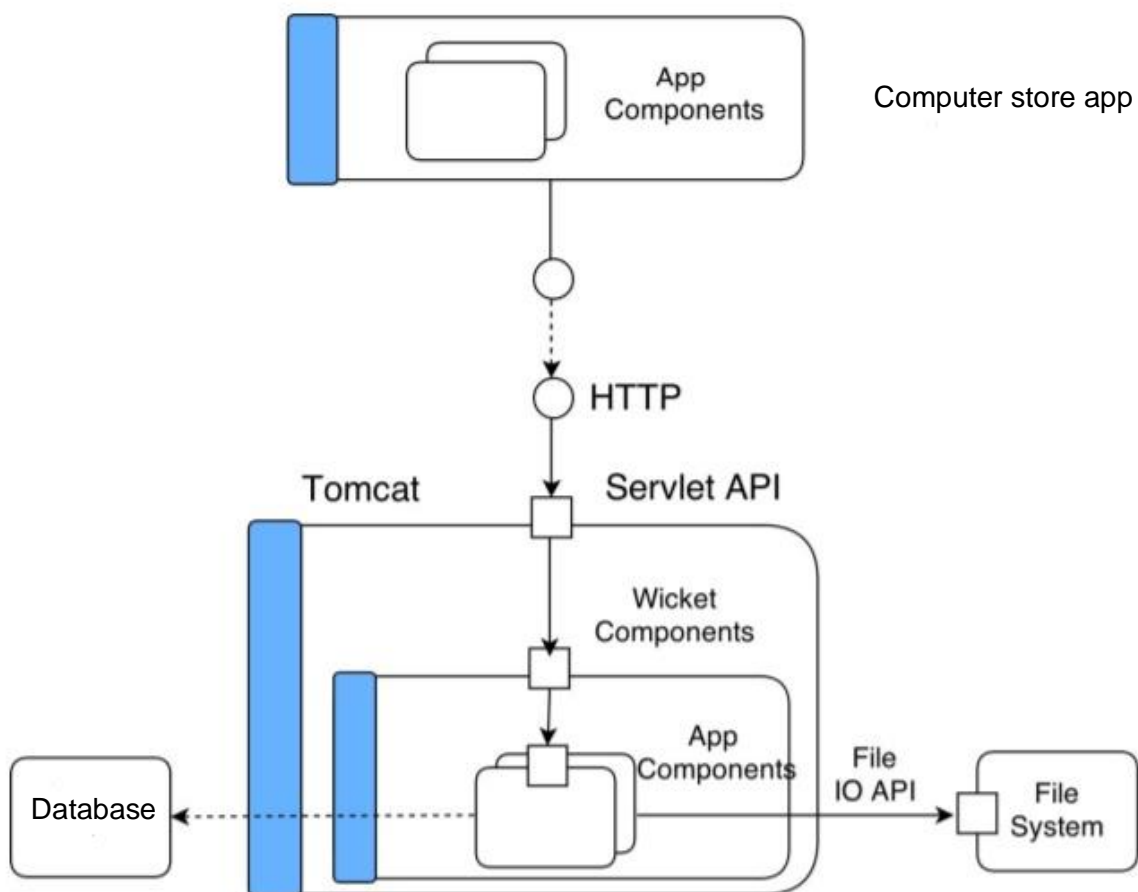 App
Components
Computer store app
HTTP
Tomcat
Servlet API
Wicket
Components
App
Components
File
IO API
Database
File
System